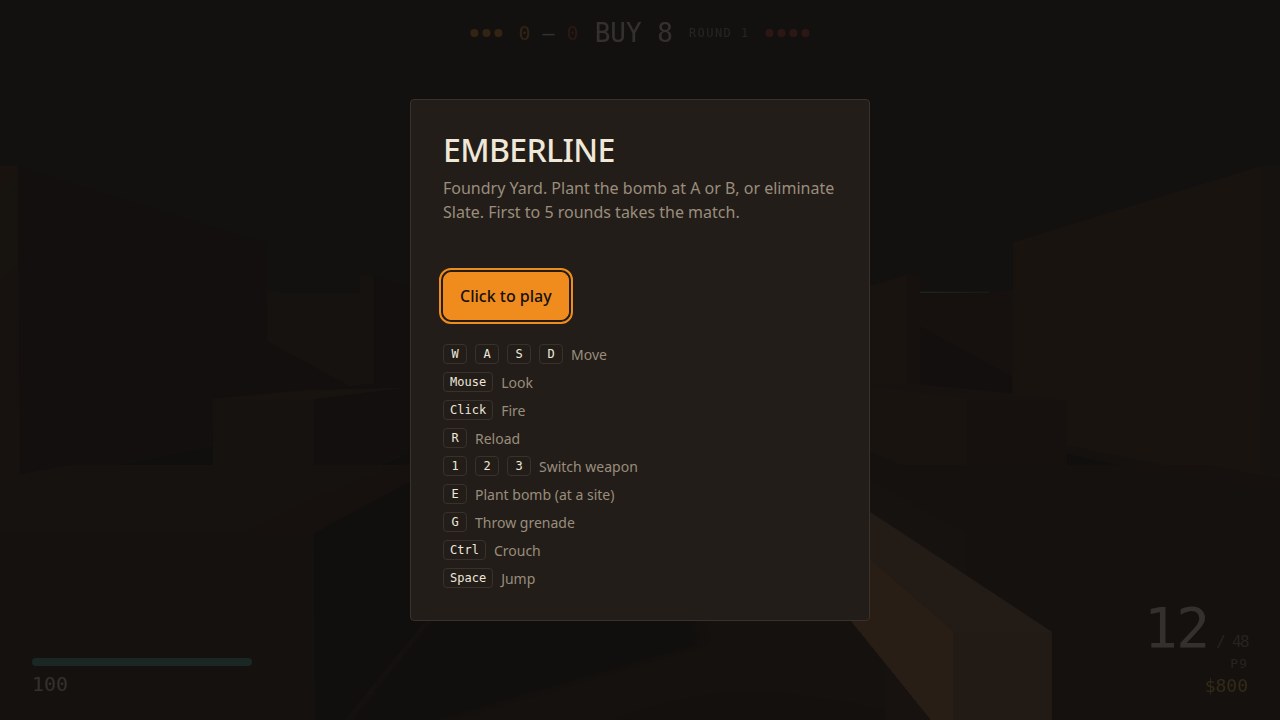 0 — 0 BUY 8 ROUND 1
EMBERLINE
Foundry Yard. Plant the bomb at A or B, or eliminate
Slate. First to 5 rounds takes the match.
Click to play
W A S D Move
Mouse Look
Click Fire
R Reload
1 2 3 Switch weapon
E Plant bomb (at a site)
G Throw grenade
Ctrl Crouch
Space Jump
12 / 48
P9
$800
100